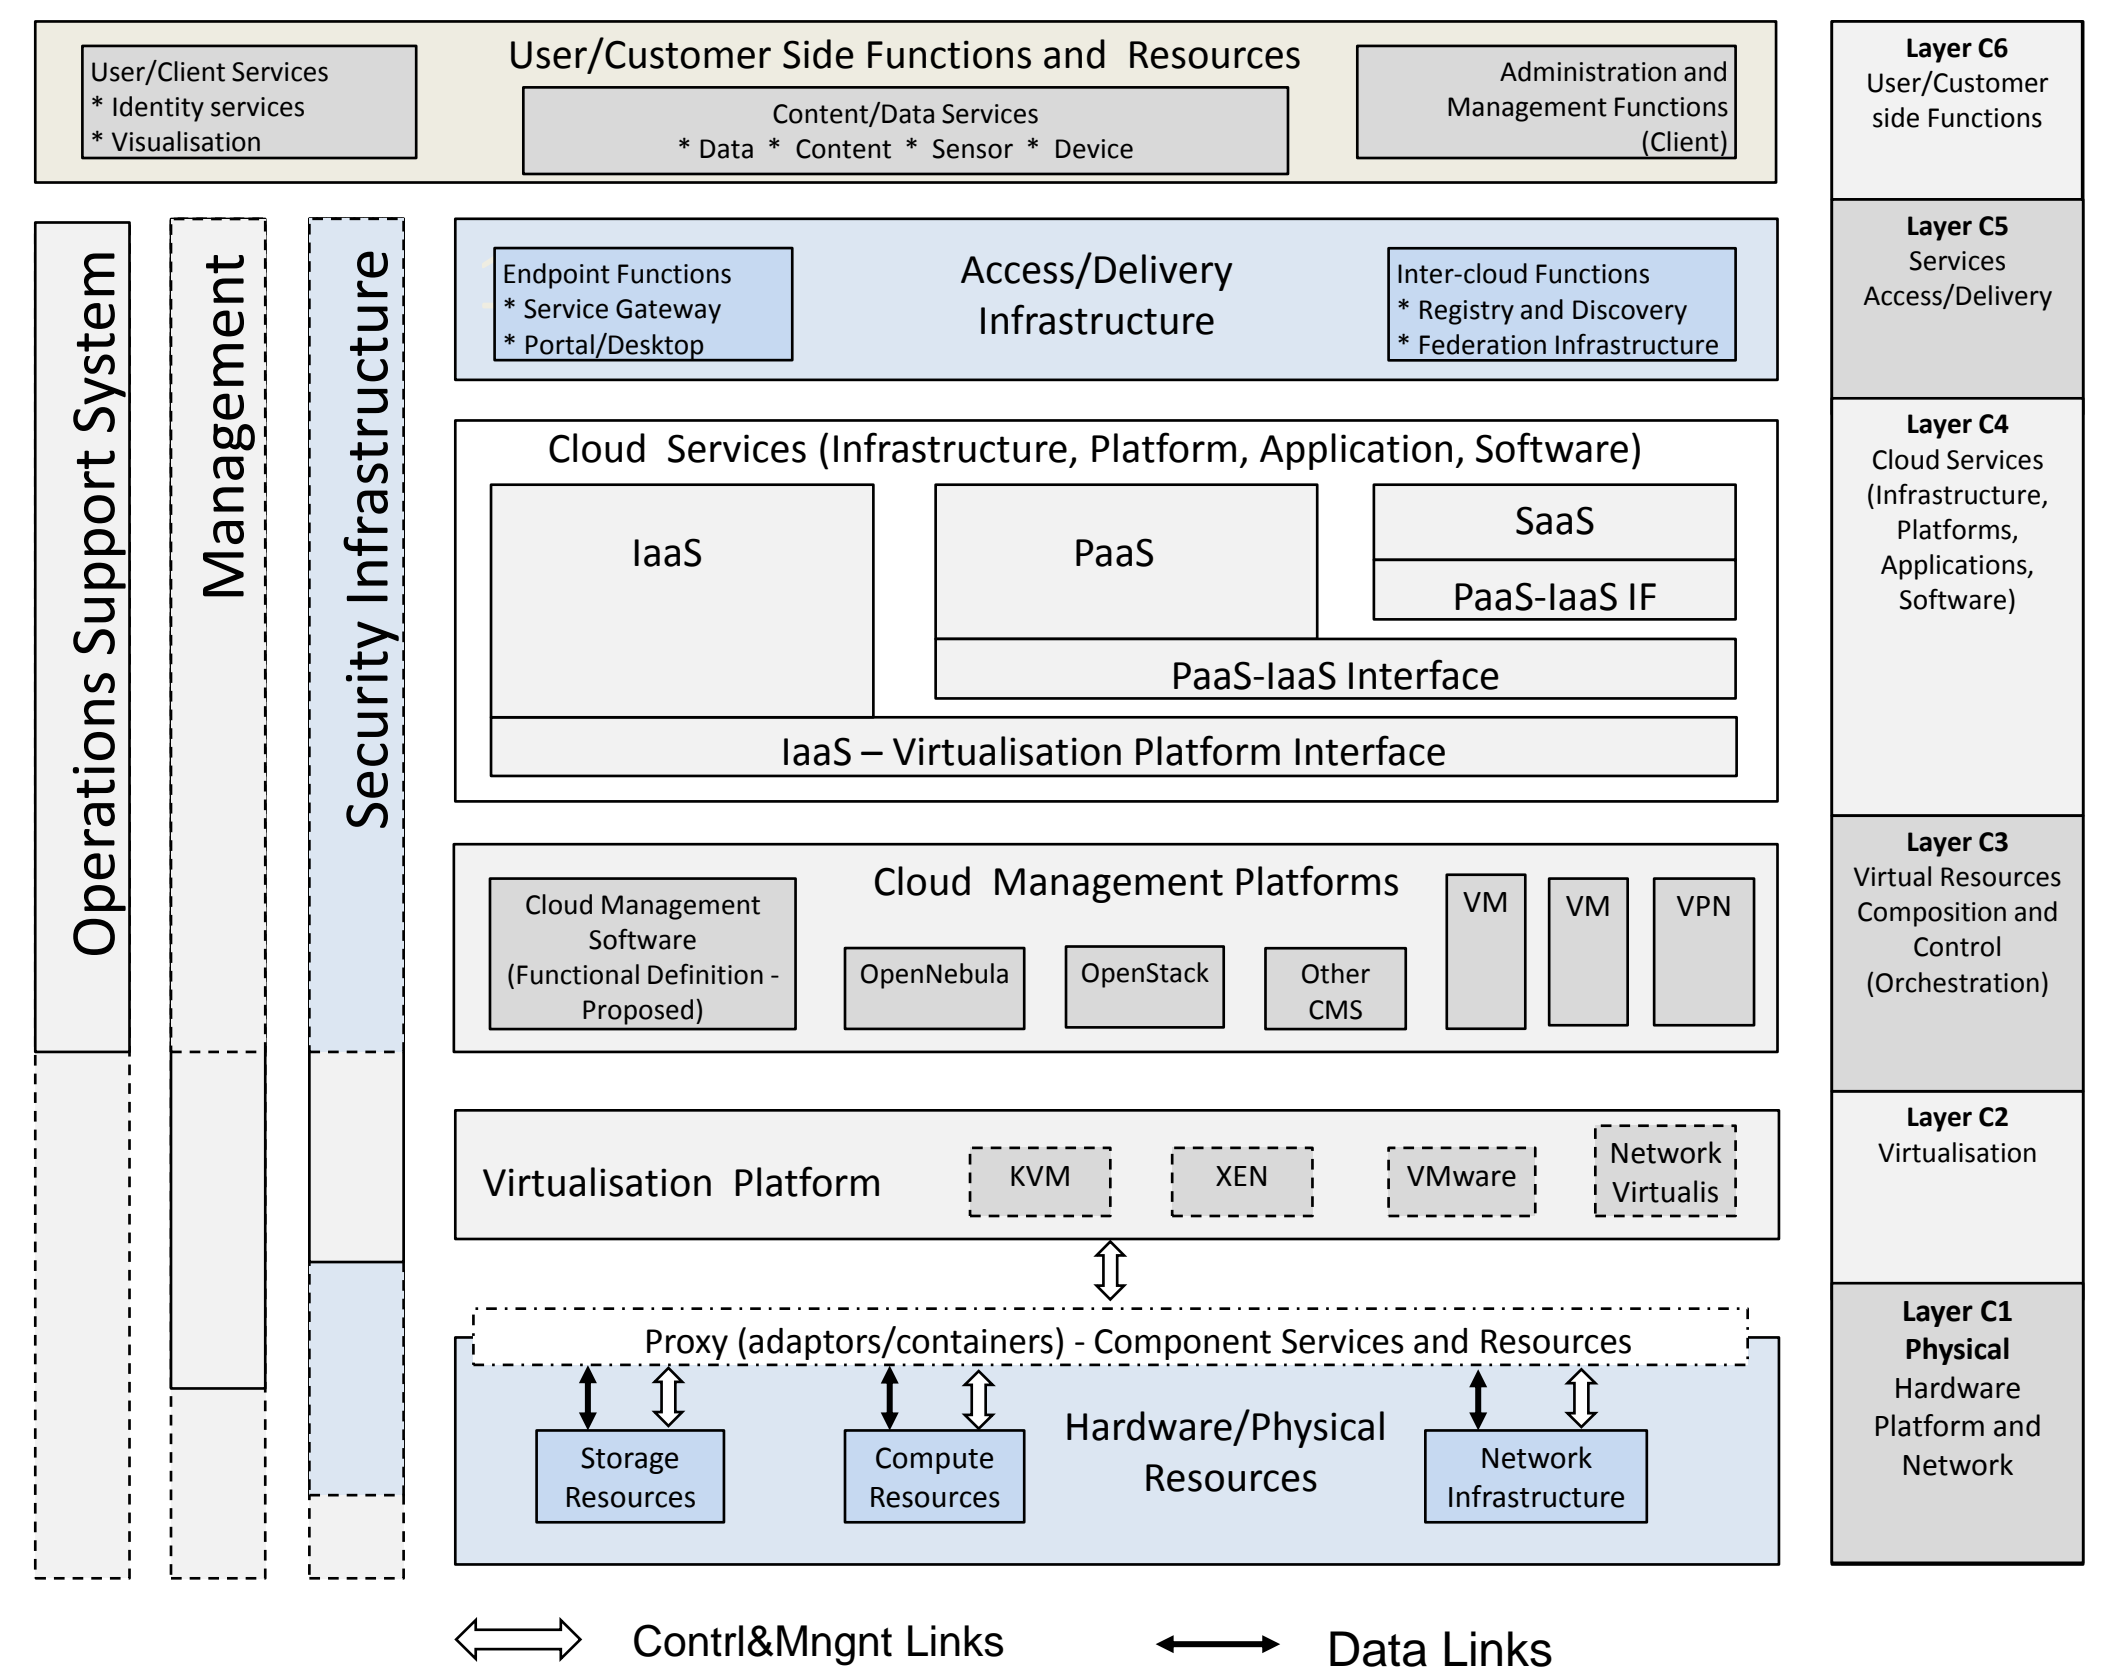 User/Customer Side Functions and Resources
User/Client Services
* Identity services
* Visualisation
Content/Data Services
* Data * Content * Sensor * Device
Administration and
Management Functions
(Client)
Layer C6
User/Customer
side Functions
Operations Support System
Management
Security Infrastructure
Endpoint Functions
* Service Gateway
* Portal/Desktop
Access/Delivery
Infrastructure
Inter-cloud Functions
* Registry and Discovery
* Federation Infrastructure
Layer C5
Services
Access/Delivery
Cloud Services (Infrastructure, Platform, Application, Software)
IaaS
PaaS
SaaS
PaaS-IaaS IF
PaaS-IaaS Interface
IaaS – Virtualisation Platform Interface
Layer C4
Cloud Services
(Infrastructure,
Platforms,
Applications,
Software)
Cloud Management Platforms
Cloud Management
Software
(Functional Definition -
Proposed)
OpenNebula
OpenStack
Other
CMS
VM
VM
VPN
Layer C3
Virtual Resources
Composition and
Control
(Orchestration)
Virtualisation Platform
KVM
XEN
VMware
Network
Virtualis
Layer C2
Virtualisation
Proxy (adaptors/containers) - Component Services and Resources
Hardware/Physical
Resources
Storage
Resources
Compute
Resources
Network
Infrastructure
Layer C1
Physical
Hardware
Platform and
Network
Contrl&Mngnt Links
Data Links